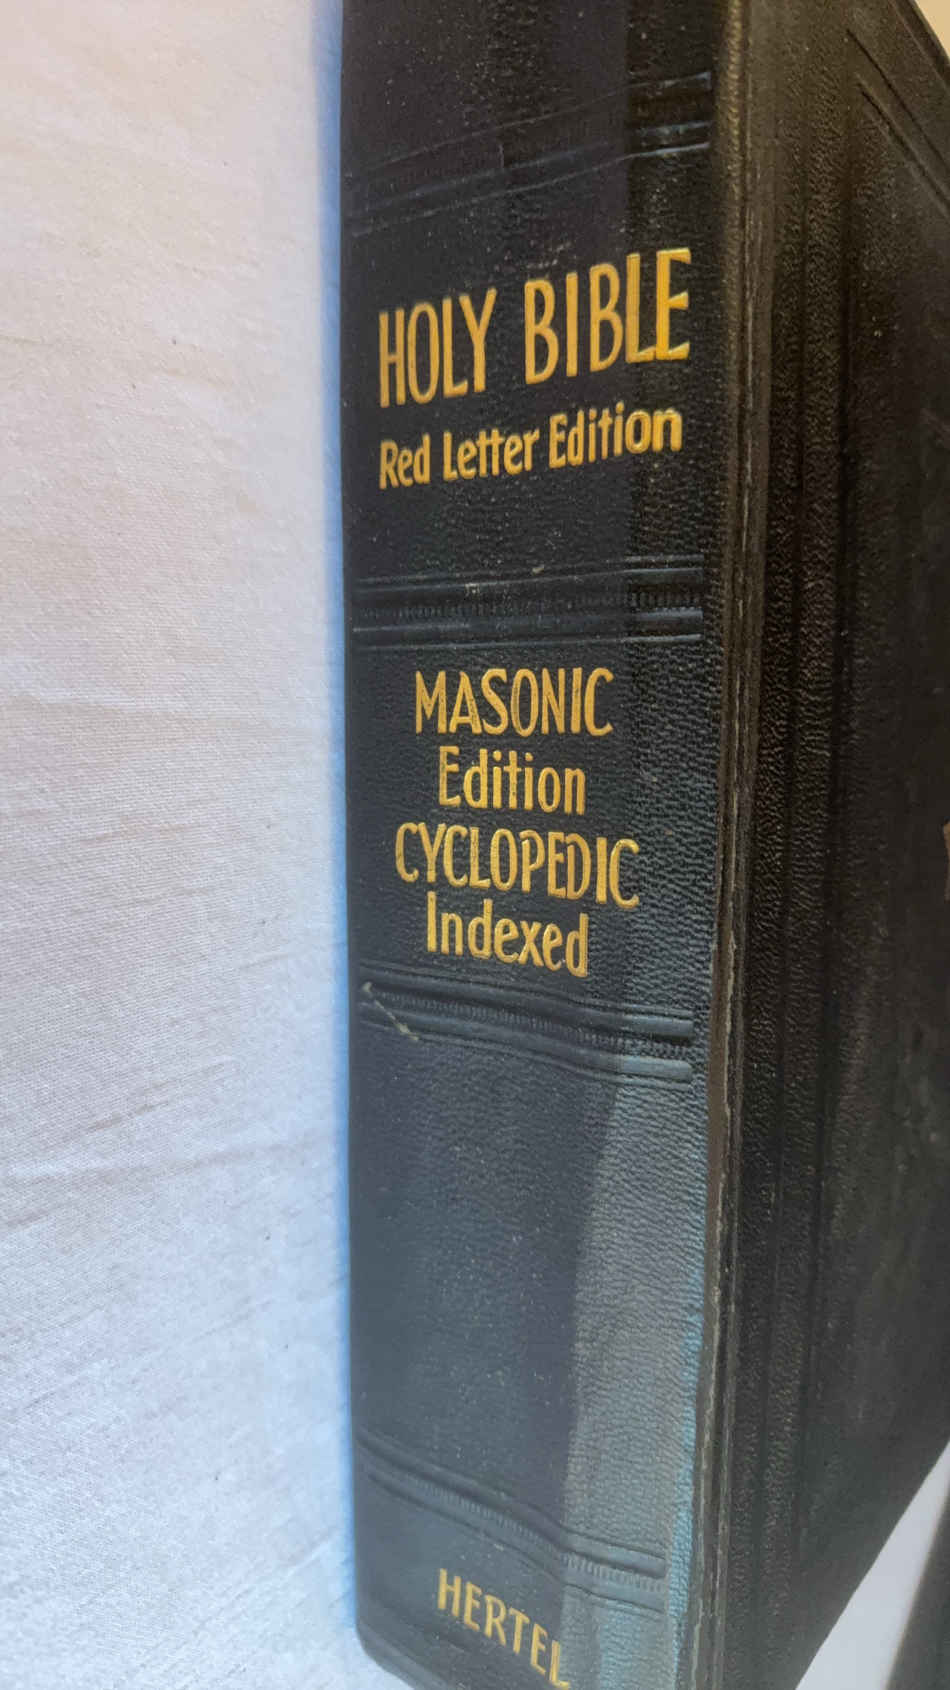 HOLY BIBLE
Red Letter Edition
MASONIC
Edition
CYCLOPEDIC
Indexed
HERTEL